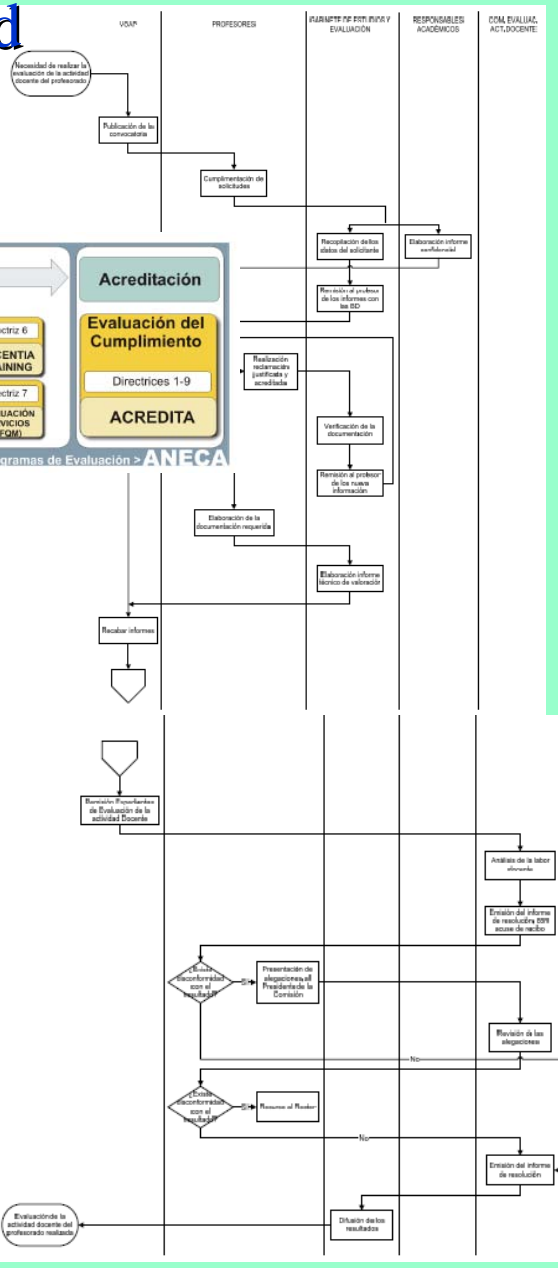 d
VOAP
PROFESORES
GABINETE DE ESTUDIOS Y
EVALUACIÓN
RESPONSABLES
ACADÉMICOS
COM. EVALUAC.
ACT. DOCENTE
Necesidad de realizar la
evaluación de la actividad
docente del profesorado
Publicación de la
convocatoria
Cumplimentación de
solicitudes
Recopilación de los
datos del solicitante
Elaboración informe
confidencial
Remisión al profesor
de los informes con
las BD
Acreditación
Evaluación del
Cumplimiento
Directrices 1-9
ACREDITA
ctriz 6
CENTIA
AINING
ctriz 7
UACIÓN
VICIOS
FQM)
ogramas de Evaluación > ANECA
Realización
reclamación
justificada y
acreditada
Verificación de la
documentación
Remisión al profesor
de los nueva
información
Elaboración de la
documentación requerida
Elaboración informe
técnico de valoración
Recabar informes
Remisión Expedientes
de Evaluación de la
actividad Docente
Análisis de la labor
docente
Emisión del informe
de resolución con
acuse de recibo
¿Existe
disconformidad
con el
resultado?
Sí
Presentación de
alegaciones al
Presidente de la
Comisión
Revisión de las
alegaciones
No
¿Existe
disconformidad
con el
resultado?
Sí
Recurso al Rector
No
Emisión del informe
de resolución
Difusión de los
resultados
Evaluación de la
actividad docente del
profesorado realizada